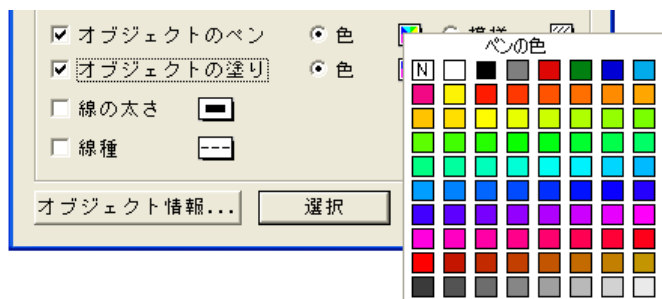 オブジェクトのペン 色 模様
ペンの色
オブジェクトの塗り 色
N
線の太さ
線種
オブジェクト情報... 選択